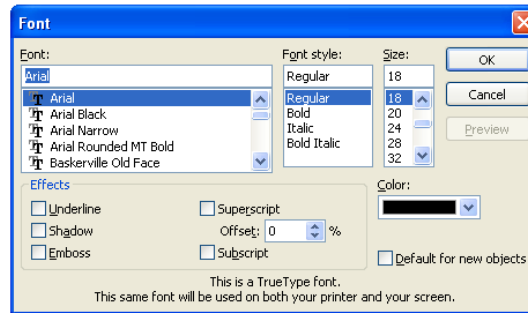 Font
Font: Font style: Size:
Arial Regular 18 OK
Arial Regular 18 Cancel
Arial Black Bold 20
Arial Narrow Italic 24 Preview
Arial Rounded MT Bold Bold Italic 28
Baskerville Old Face 32
Effects Color:
Underline Superscript
Shadow Offset: 0 %
Emboss Subscript Default for new objects
This is a TrueType font.
This same font will be used on both your printer and your screen.